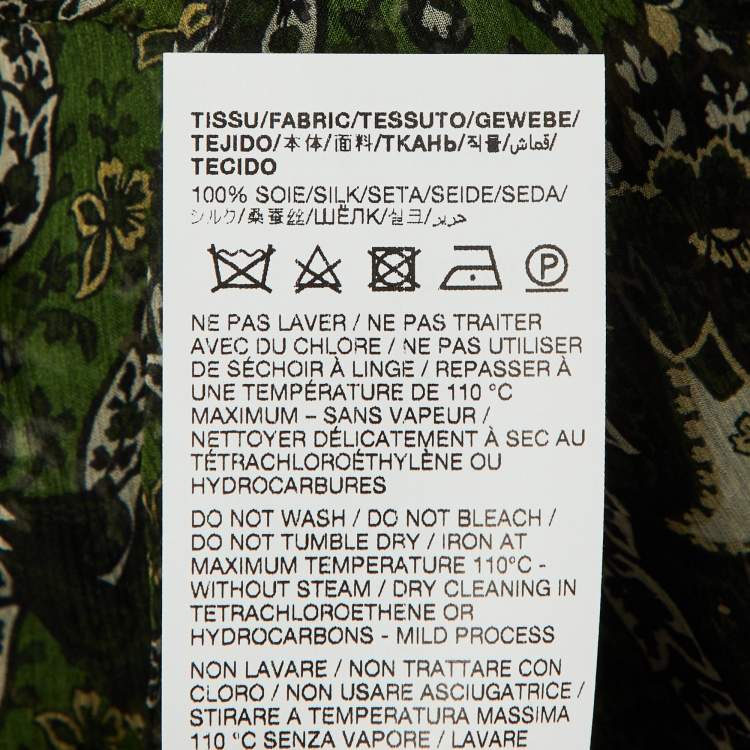 TISSU/FABRIC/TESSUTO/GEWEBE/
TEJIDO/本体/面料/ТКАНЬ/직물/قماش/
TECIDO
100% SOIE/SILK/SETA/SEIDE/SEDA/
シルク/桑蚕丝/ШЁЛК/실크/حرير/
P
NE PAS LAVER / NE PAS TRAITER
AVEC DU CHLORE / NE PAS UTILISER
DE SÉCHOIR À LINGE / REPASSER À
UNE TEMPÉRATURE DE 110 °C
MAXIMUM – SANS VAPEUR /
NETTOYER DÉLICATEMENT À SEC AU
TÉTRACHLOROÉTHYLÈNE OU
HYDROCARBURES
DO NOT WASH / DO NOT BLEACH /
DO NOT TUMBLE DRY / IRON AT
MAXIMUM TEMPERATURE 110°C -
WITHOUT STEAM / DRY CLEANING IN
TETRACHLOROETHENE OR
HYDROCARBONS - MILD PROCESS
NON LAVARE / NON TRATTARE CON
CLORO / NON USARE ASCIUGATRICE /
STIRARE A TEMPERATURA MASSIMA
110 °C SENZA VAPORE / LAVARE